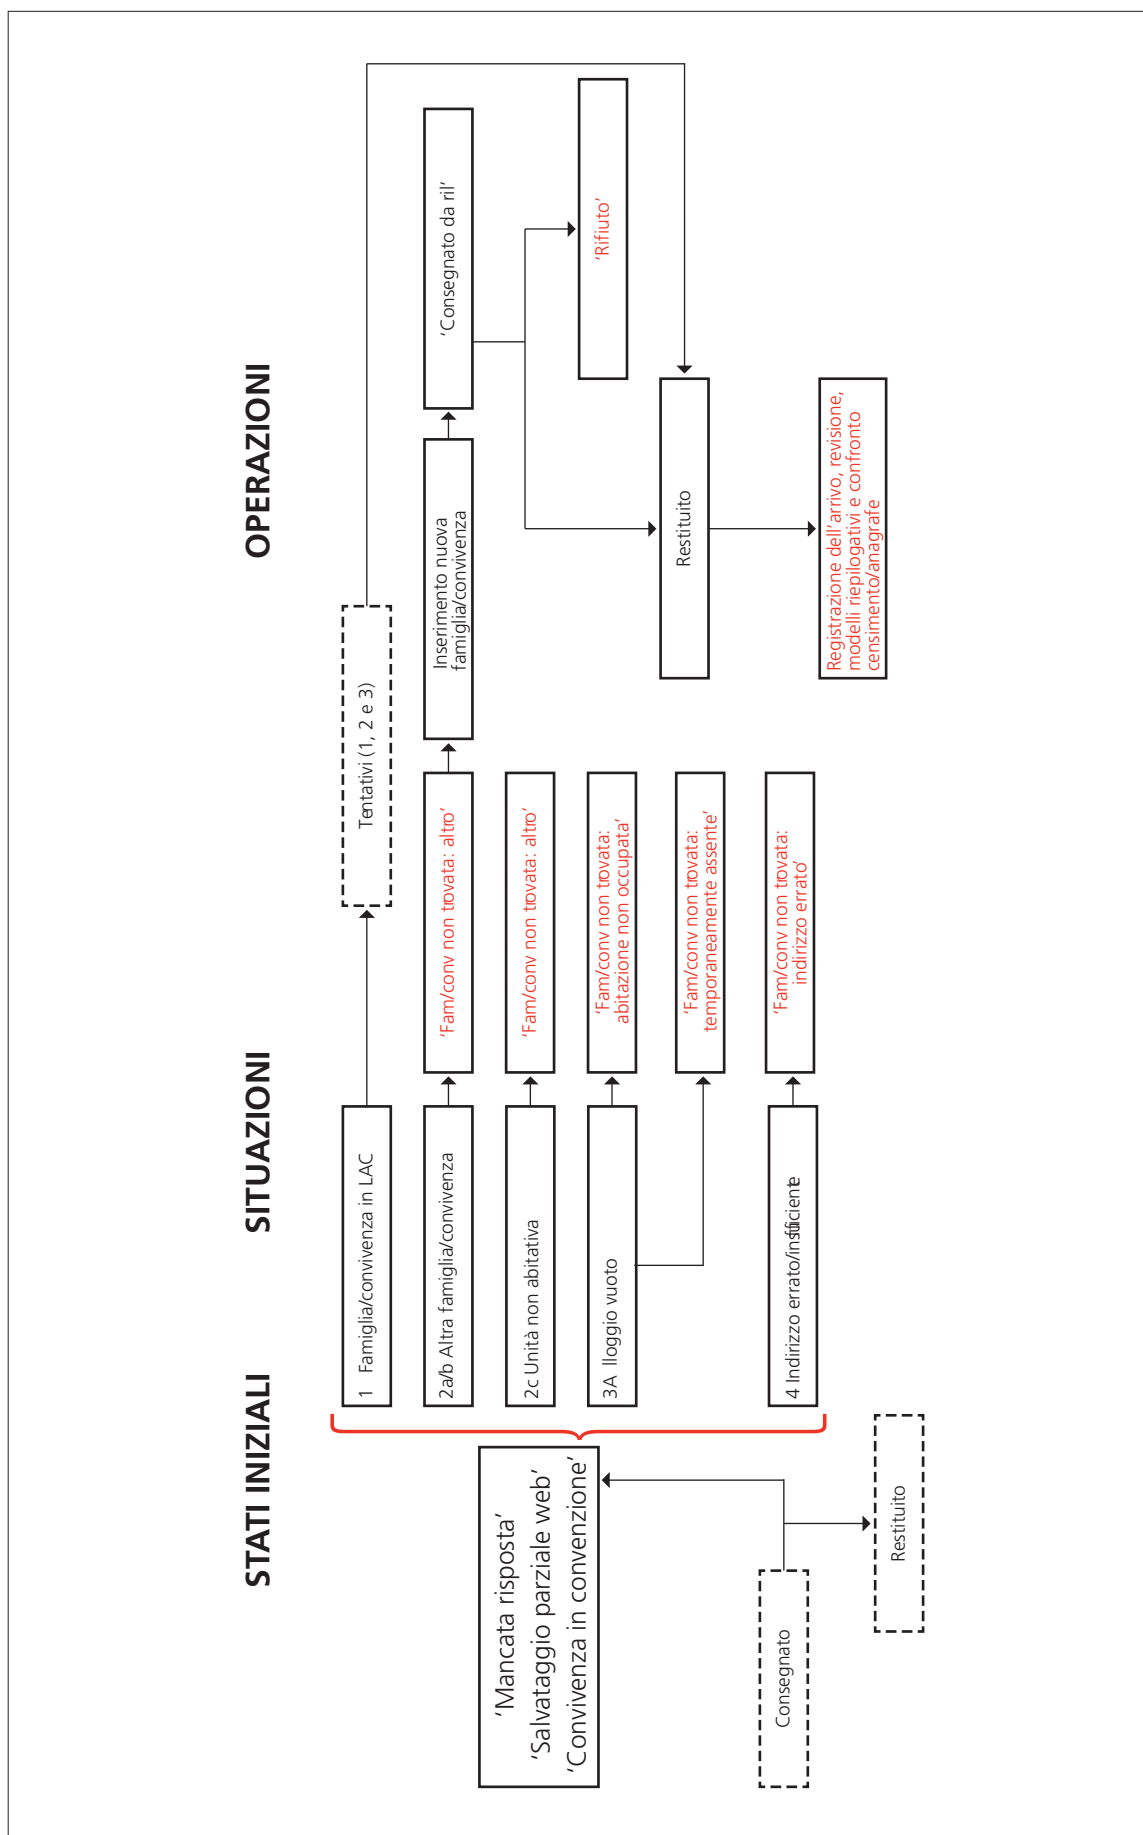 STATI INIZIALI
SITUAZIONI
OPERAZIONI
‘Mancata risposta’
‘Salvataggio parziale web’
‘Convivenza in convenzione’
Consegnato
Restituito
1 Famiglia/convivenza in LAC
2a/b Altra famiglia/convivenza
2c Unità non abitativa
3A lloggio vuoto
4 Indirizzo errato/insufficiente
Tentativi (1, 2 e 3)
‘Fam/conv non trovata: altro’
‘Fam/conv non trovata: altro’
‘Fam/conv non trovata:
abitazione non occupata’
‘Fam/conv non trovata:
temporaneamente assente’
‘Fam/conv non trovata:
indirizzo errato’
Inserimento nuova
famiglia/convivenza
‘Consegnato da ril’
‘Rifiuto’
Restituito
Registrazione dell’arrivo, revisione,
modelli riepilogativi e confronto
censimento/anagrafe